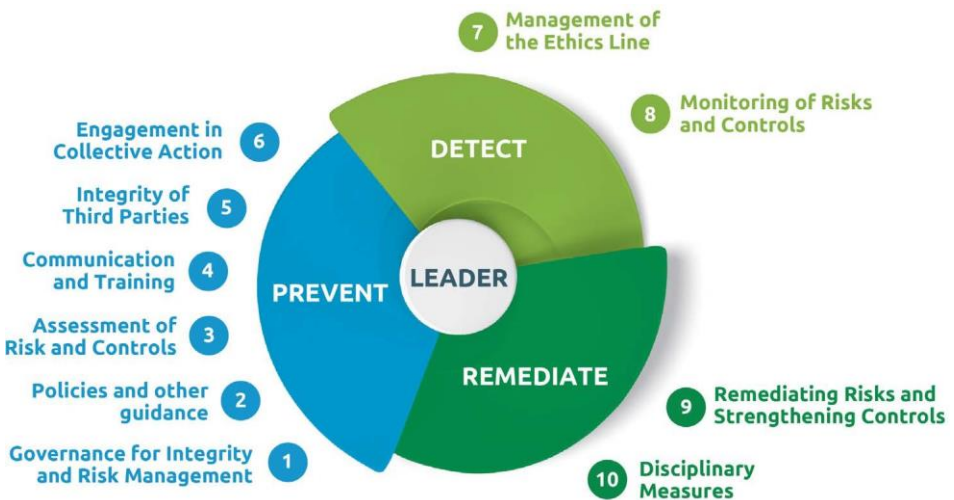 7
Management of
the Ethics Line
8
Monitoring of Risks
and Controls
Engagement in
Collective Action
6
Integrity of
Third Parties
5
Communication
and Training
4
Assessment of
Risk and Controls
3
Policies and other
guidance
2
Governance for Integrity
and Risk Management
1
DETECT
PREVENT
LEADER
REMEDIATE
9
Remediating Risks and
Strengthening Controls
10
Disciplinary
Measures